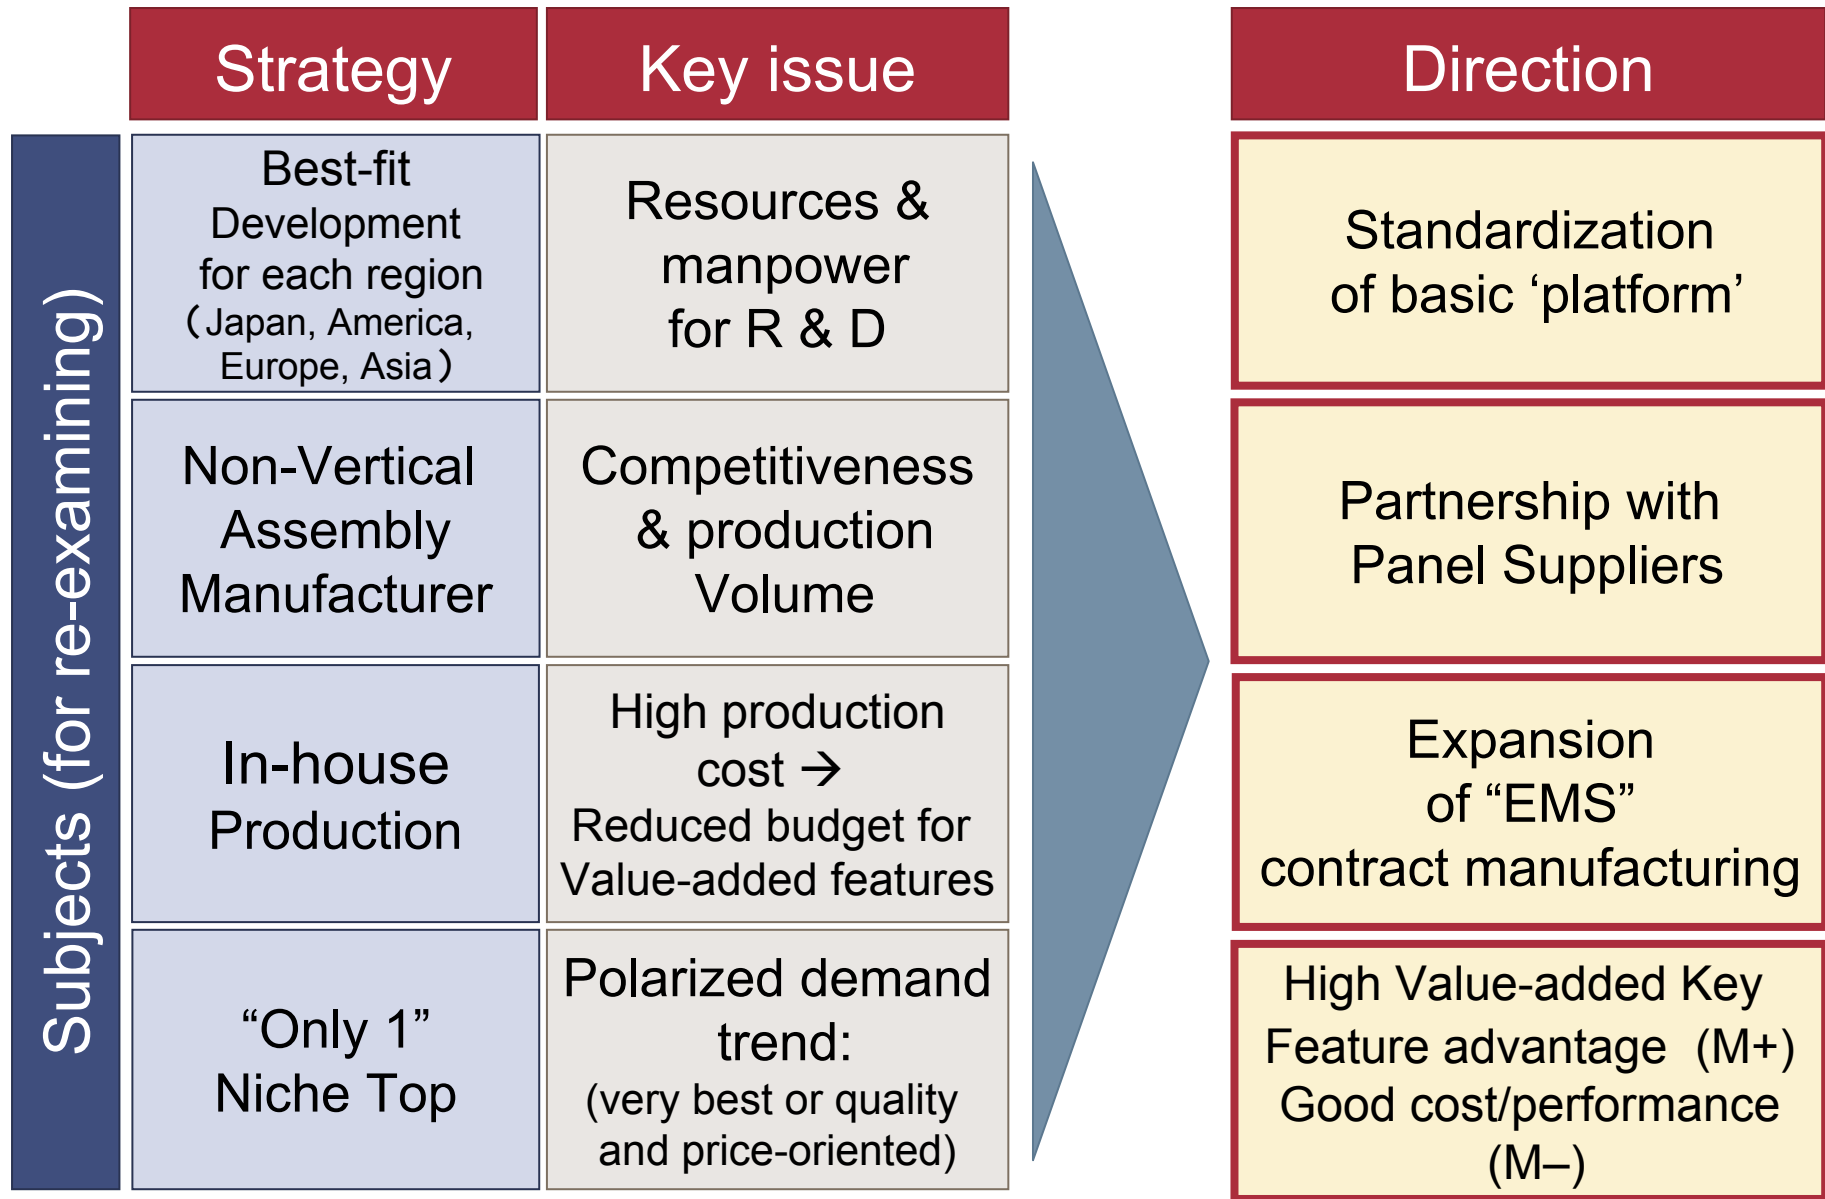 Strategy
Key issue
Direction
Subjects (for re-examining)
Best-fit
Development
for each region
(Japan, America,
Europe, Asia)
Resources &
manpower
for R & D
Standardization
of basic ‘platform’
Non-Vertical
Assembly
Manufacturer
Competitiveness
& production
Volume
Partnership with
Panel Suppliers
In-house
Production
High production
cost →
Reduced budget for
Value-added features
Expansion
of “EMS”
contract manufacturing
“Only 1”
Niche Top
Polarized demand
trend:
(very best or quality
and price-oriented)
High Value-added Key
Feature advantage (M+)
Good cost/performance
(M–)